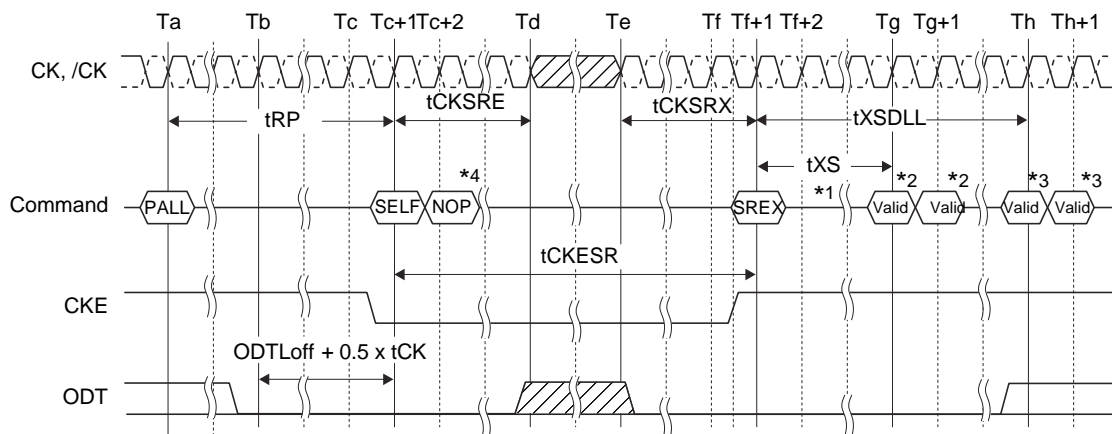 Ta Tb Tc Tc+1 Tc+2 Td Te Tf Tf+1 Tf+2 Tg Tg+1 Th Th+1
CK, /CK
tCKSRE tCKSRX
tRP tXSDLL
tXS
*4 *1 *2 *2 *3 *3
Command PALL SELF NOP SREX Valid Valid Valid Valid
tCKESR
CKE
ODTLoff + 0.5 x tCK
ODT